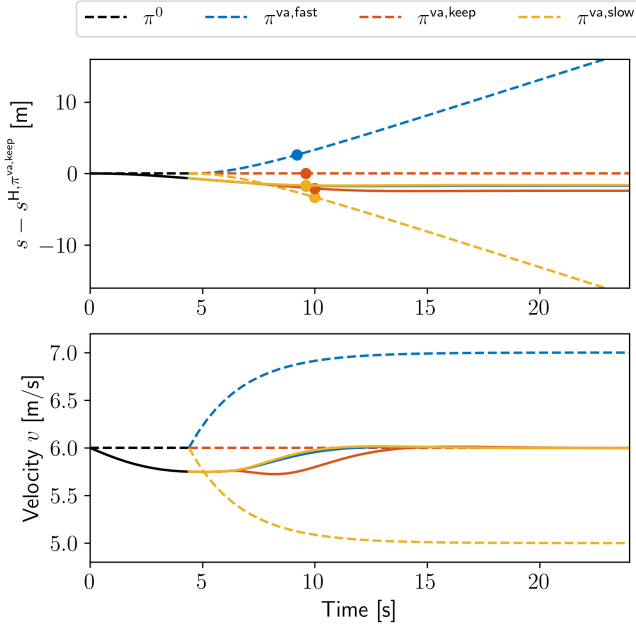 π⁰ π^va,fast π^va,keep π^va,slow
s − s^H,π^va,keep [m]
10
0
−10
0 5 10 15 20
Velocity v [m/s]
7.0
6.5
6.0
5.5
5.0
0 5 10 15 20
Time [s]